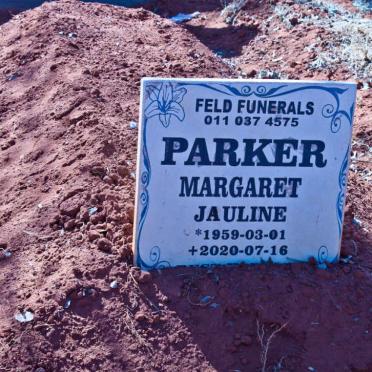 FELD FUNERALS
011 037 4575
PARKER
MARGARET
JAULINE
*1959-03-01
+2020-07-16